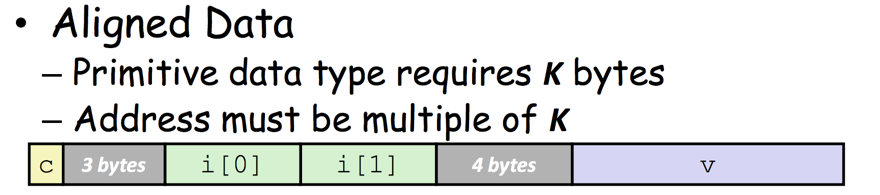 • Aligned Data
– Primitive data type requires K bytes
– Address must be multiple of K
c 3 bytes i[0] i[1] 4 bytes v